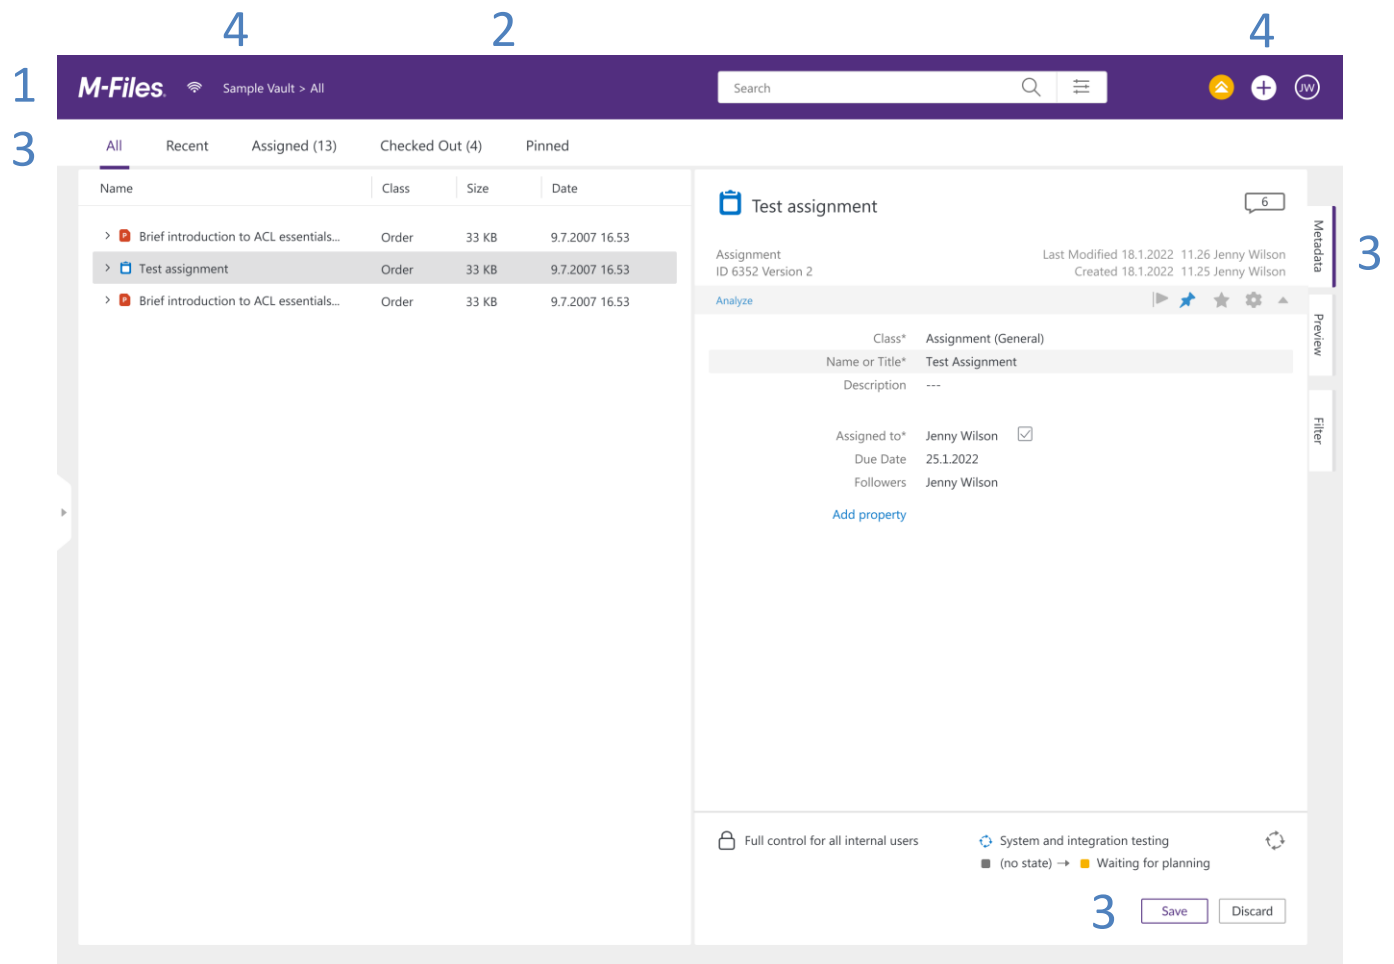 4 2 4
1
M-Files.
Sample Vault > All
Search
JW
3
All Recent Assigned (13) Checked Out (4) Pinned
Name Class Size Date
P Brief introduction to ACL essentials... Order 33 KB 9.7.2007 16.53
Test assignment Order 33 KB 9.7.2007 16.53
P Brief introduction to ACL essentials... Order 33 KB 9.7.2007 16.53
Test assignment
6
Assignment
ID 6352 Version 2
Last Modified 18.1.2022 11.26 Jenny Wilson
Created 18.1.2022 11.25 Jenny Wilson
Analyze
Class* Assignment (General)
Name or Title* Test Assignment
Description ---
Assigned to* Jenny Wilson
Due Date 25.1.2022
Followers Jenny Wilson
Add property
Metadata
Preview
Filter
3
Full control for all internal users
System and integration testing
(no state) → Waiting for planning
3
Save Discard